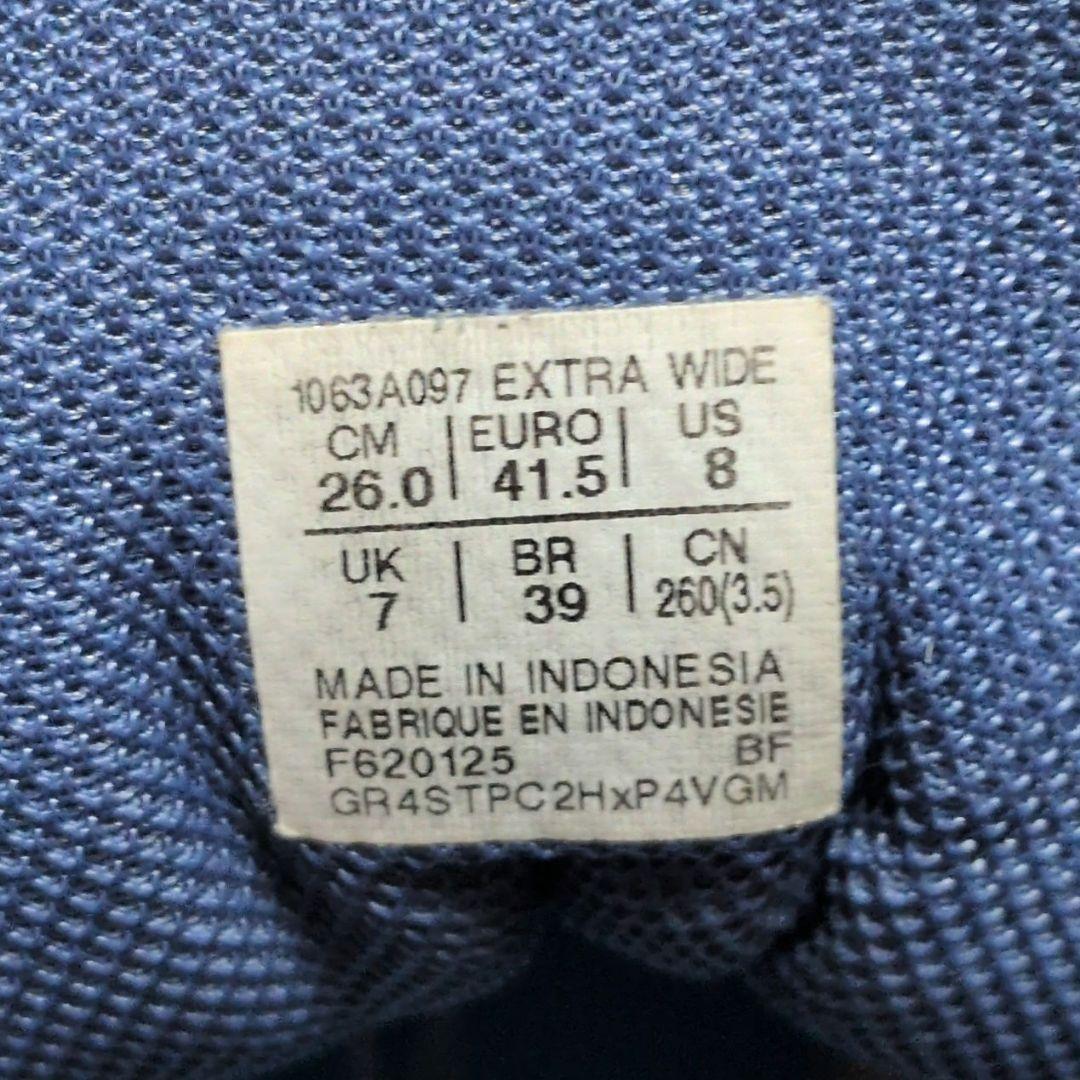 1063A097 EXTRA WIDE
CM | EURO | US
26.0 | 41.5 | 8
UK | BR | CN
7 | 39 | 260(3.5)
MADE IN INDONESIA
FABRIQUE EN INDONESIE
F620125 BF
GR4STPC2HxP4VGM